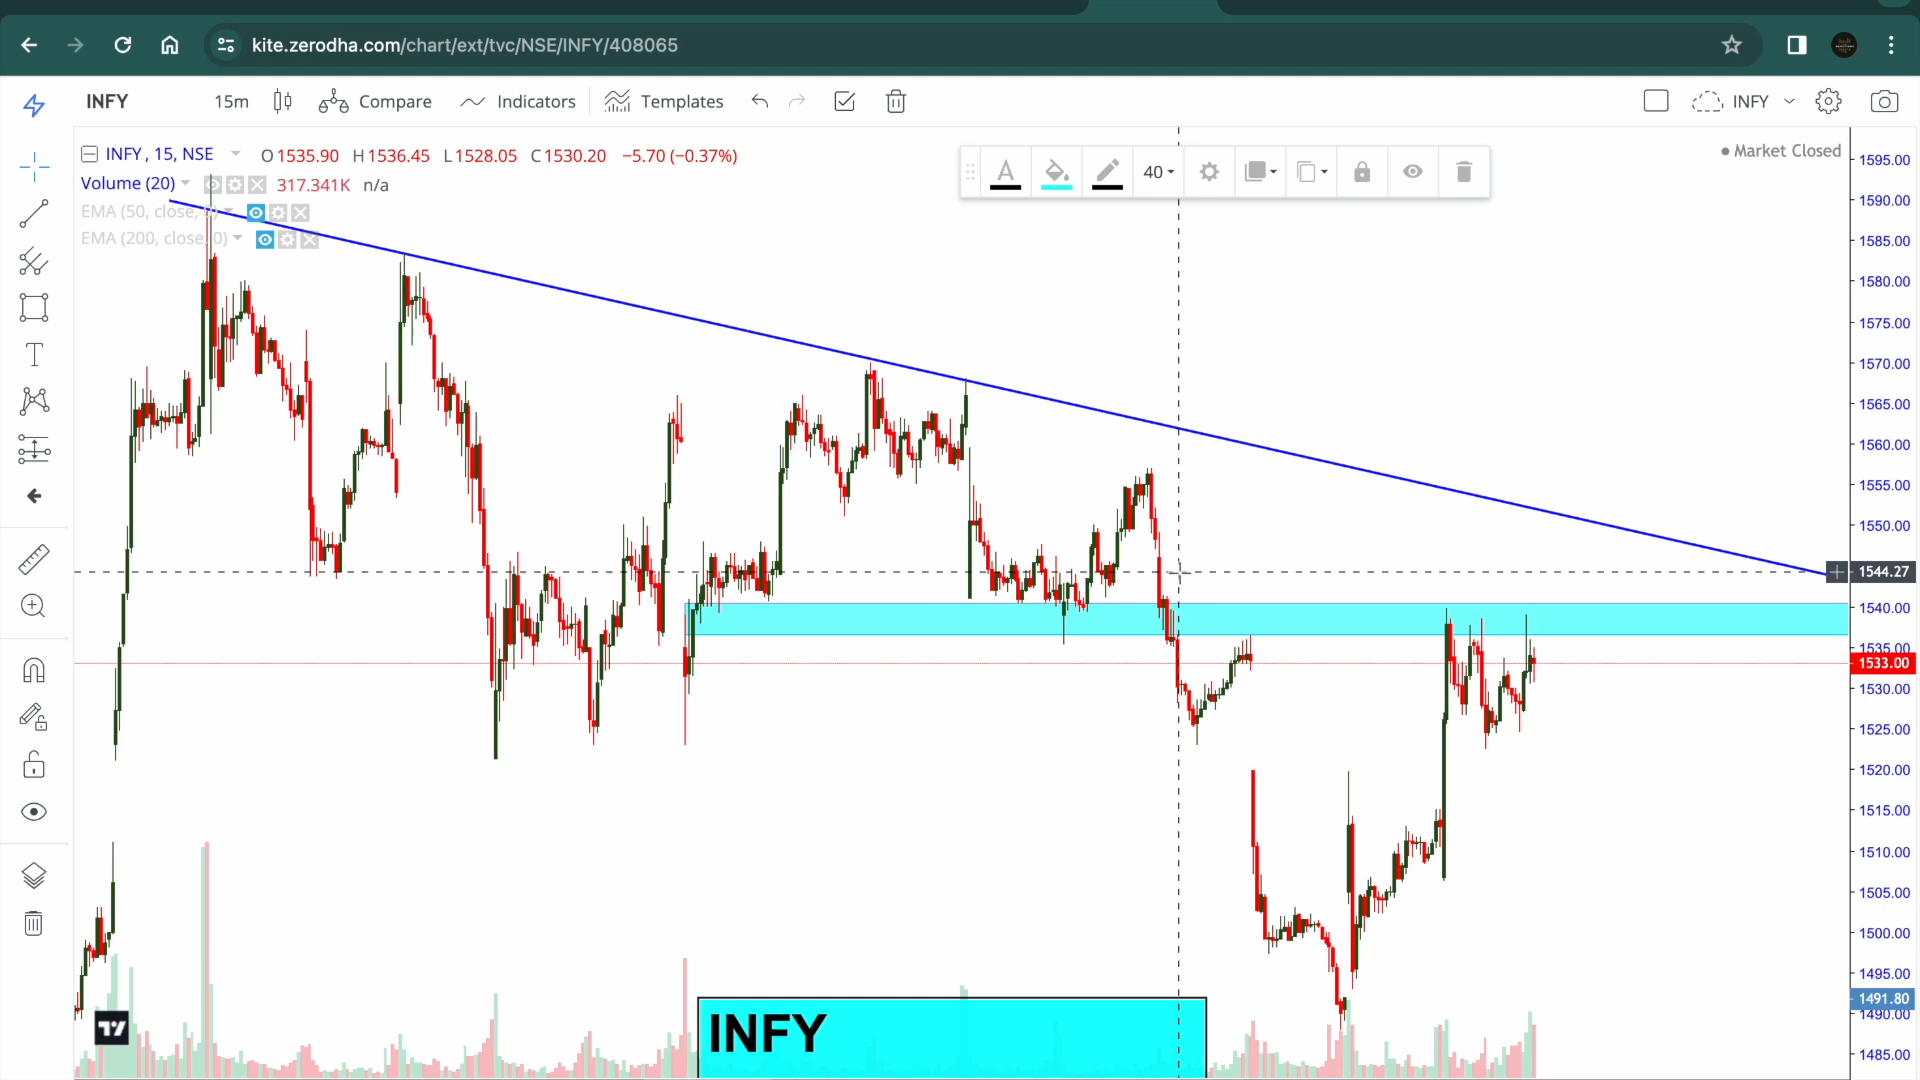 kite.zerodha.com/chart/ext/tvc/NSE/INFY/408065
INFY 15m Compare Indicators Templates INFY
INFY, 15, NSE O1535.90 H1536.45 L1528.05 C1530.20 −5.70 (−0.37%)
Volume (20) 317.341K n/a
EMA (50, close, 0)
EMA (200, close, 0)
A 40
Market Closed
1595.00
1590.00
1585.00
1580.00
1575.00
1570.00
1565.00
1560.00
1555.00
1550.00
1544.27
1540.00
1535.00
1533.00
1530.00
1525.00
1520.00
1515.00
1510.00
1505.00
1500.00
1495.00
1491.80
1490.00
1485.00
INFY